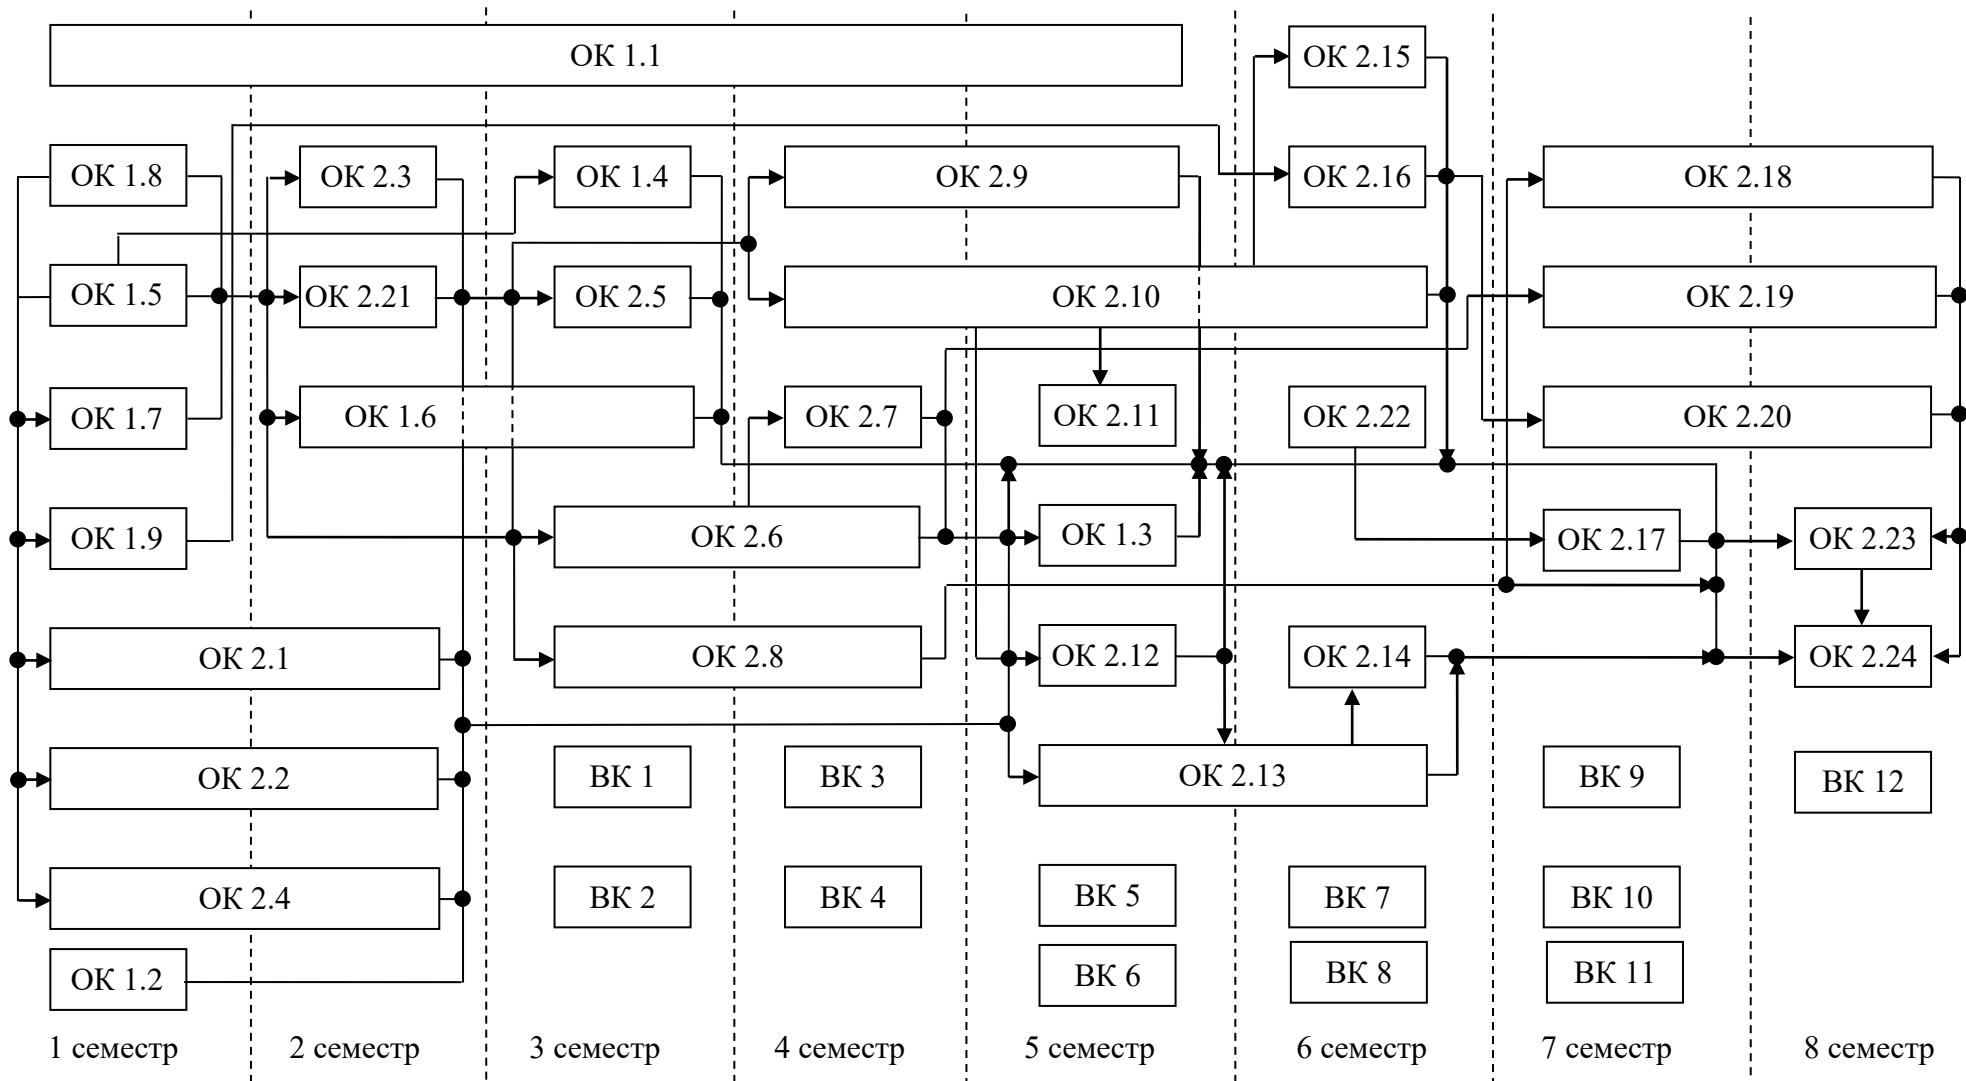 ОК 1.1
ОК 2.15
ОК 1.8
ОК 2.3
ОК 1.4
ОК 2.9
ОК 2.16
ОК 2.18
ОК 1.5
ОК 2.21
ОК 2.5
ОК 2.10
ОК 2.19
ОК 1.7
ОК 1.6
ОК 2.7
ОК 2.11
ОК 2.22
ОК 2.20
ОК 1.9
ОК 2.6
ОК 1.3
ОК 2.17
ОК 2.23
ОК 2.1
ОК 2.8
ОК 2.12
ОК 2.14
ОК 2.24
ОК 2.2
ВК 1
ВК 3
ОК 2.13
ВК 9
ВК 12
ОК 2.4
ВК 2
ВК 4
ВК 5
ВК 7
ВК 10
ОК 1.2
ВК 6
ВК 8
ВК 11
1 семестр
2 семестр
3 семестр
4 семестр
5 семестр
6 семестр
7 семестр
8 семестр